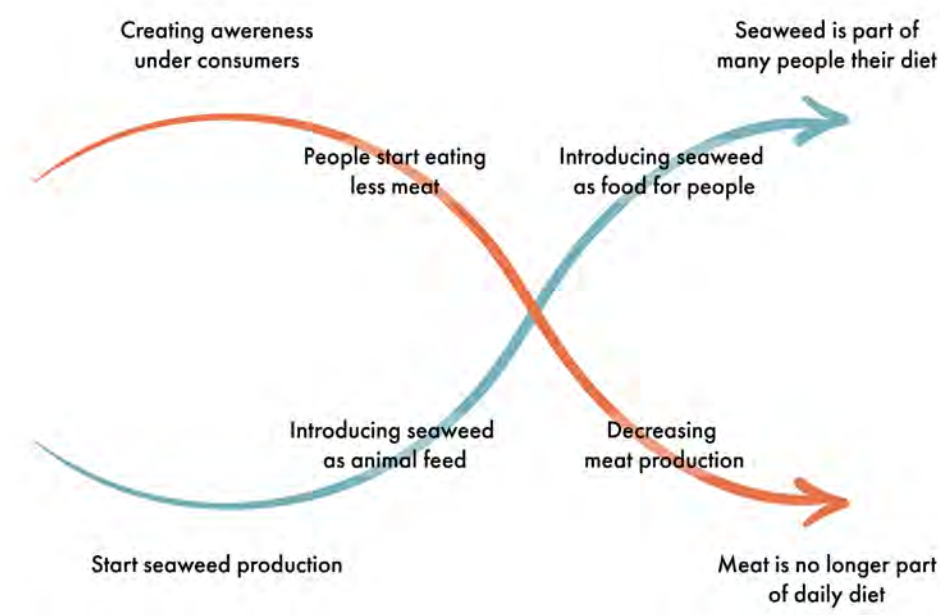 Creating awereness
under consumers
Seaweed is part of
many people their diet
People start eating
less meat
Introducing seaweed
as food for people
Introducing seaweed
as animal feed
Decreasing
meat production
Start seaweed production
Meat is no longer part
of daily diet